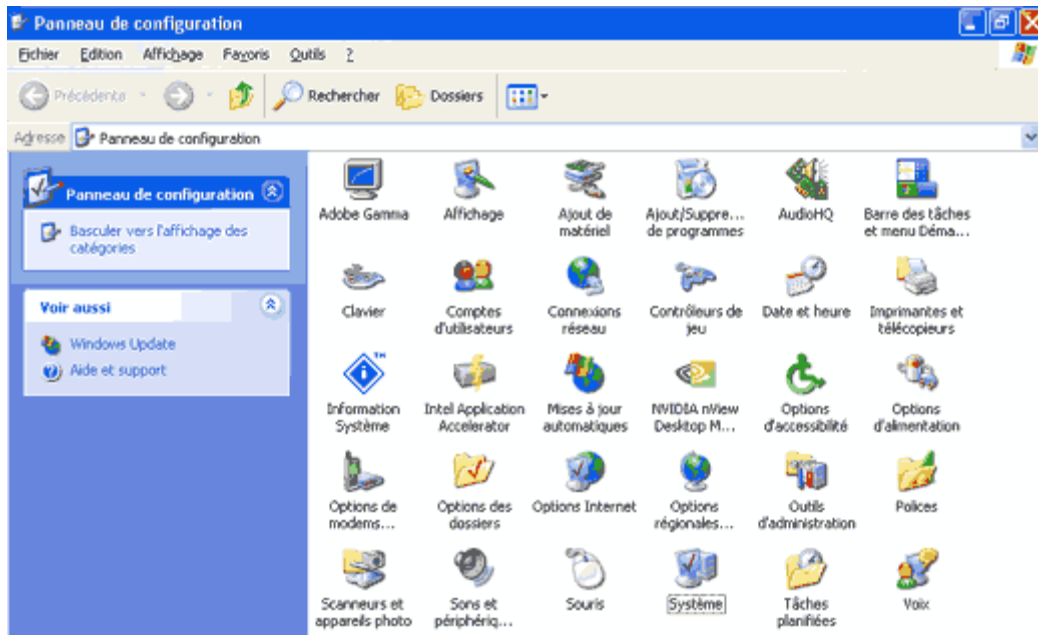 Panneau de configuration
Fichier Edition Affichage Favoris Outils ?
Précédente Rechercher Dossiers
Adresse Panneau de configuration
Panneau de configuration
Basculer vers l'affichage des
catégories
Voir aussi
Windows Update
Aide et support
Adobe Gamma
Affichage
Ajout de
matériel
Ajout/Suppre...
de programmes
AudioHQ
Barre des tâches
et menu Déma...
Clavier
Comptes
d'utilisateurs
Connexions
réseau
Contrôleurs de
jeu
Date et heure
Imprimantes et
télécopieurs
Information
Système
Intel Application
Accelerator
Mises à jour
automatiques
NVIDIA nView
Desktop M...
Options
d'accessibilité
Options
d'alimentation
Options de
modems...
Options des
dossiers
Options Internet
Options
régionales...
Outils
d'administration
Polices
Scanneurs et
appareils photo
Sons et
périphériq...
Souris
Système
Tâches
planifiées
Voix